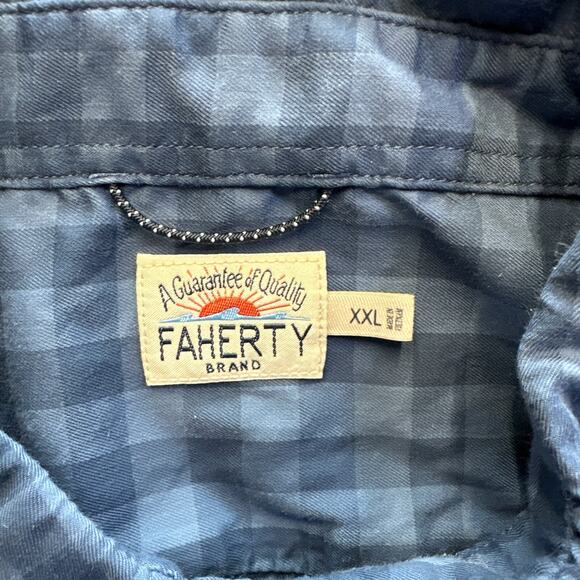 A Guarantee of Quality
FAHERTY
BRAND
XXL